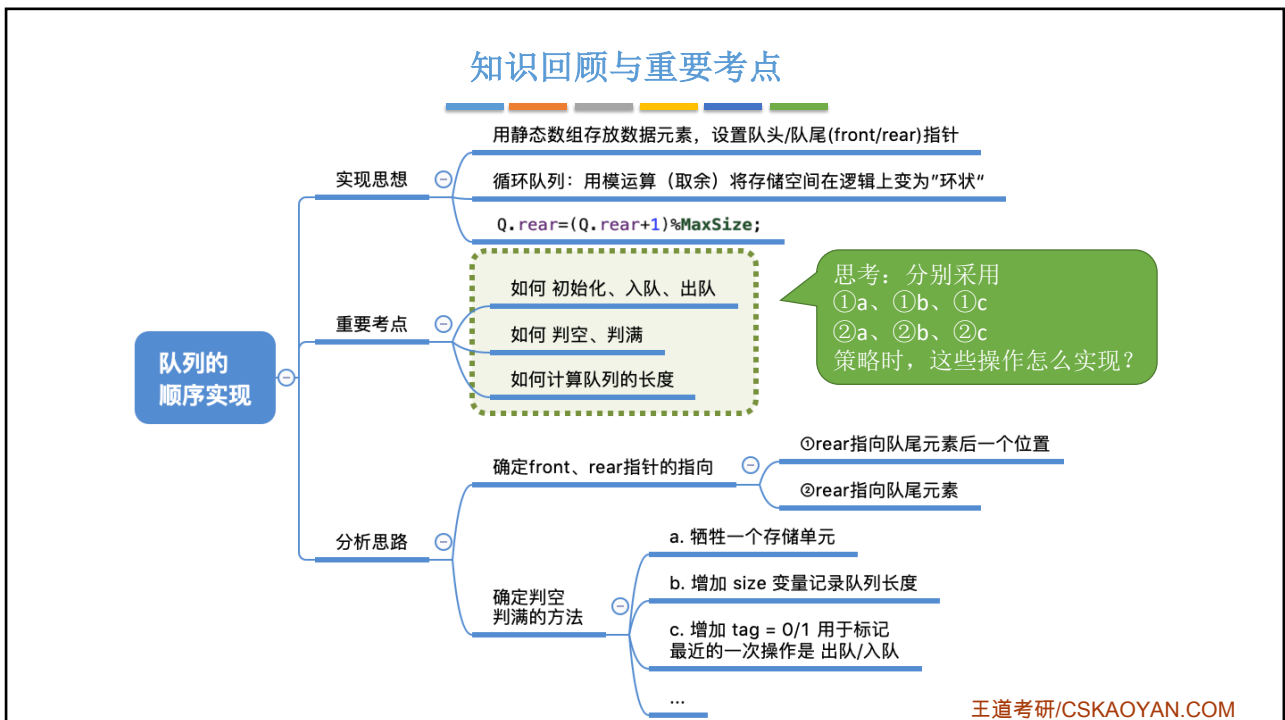 知识回顾与重要考点
用静态数组存放数据元素，设置队头/队尾(front/rear)指针
实现思想
循环队列：用模运算（取余）将存储空间在逻辑上变为"环状"
Q.rear=(Q.rear+1)%MaxSize;
如何 初始化、入队、出队
重要考点
如何 判空、判满
如何计算队列的长度
思考：分别采用
①a、①b、①c
②a、②b、②c
策略时，这些操作怎么实现？
队列的
顺序实现
①rear指向队尾元素后一个位置
确定front、rear指针的指向
②rear指向队尾元素
分析思路
a. 牺牲一个存储单元
b. 增加 size 变量记录队列长度
确定判空
判满的方法
c. 增加 tag = 0/1 用于标记
最近的一次操作是 出队/入队
...
王道考研/CSKAOYAN.COM